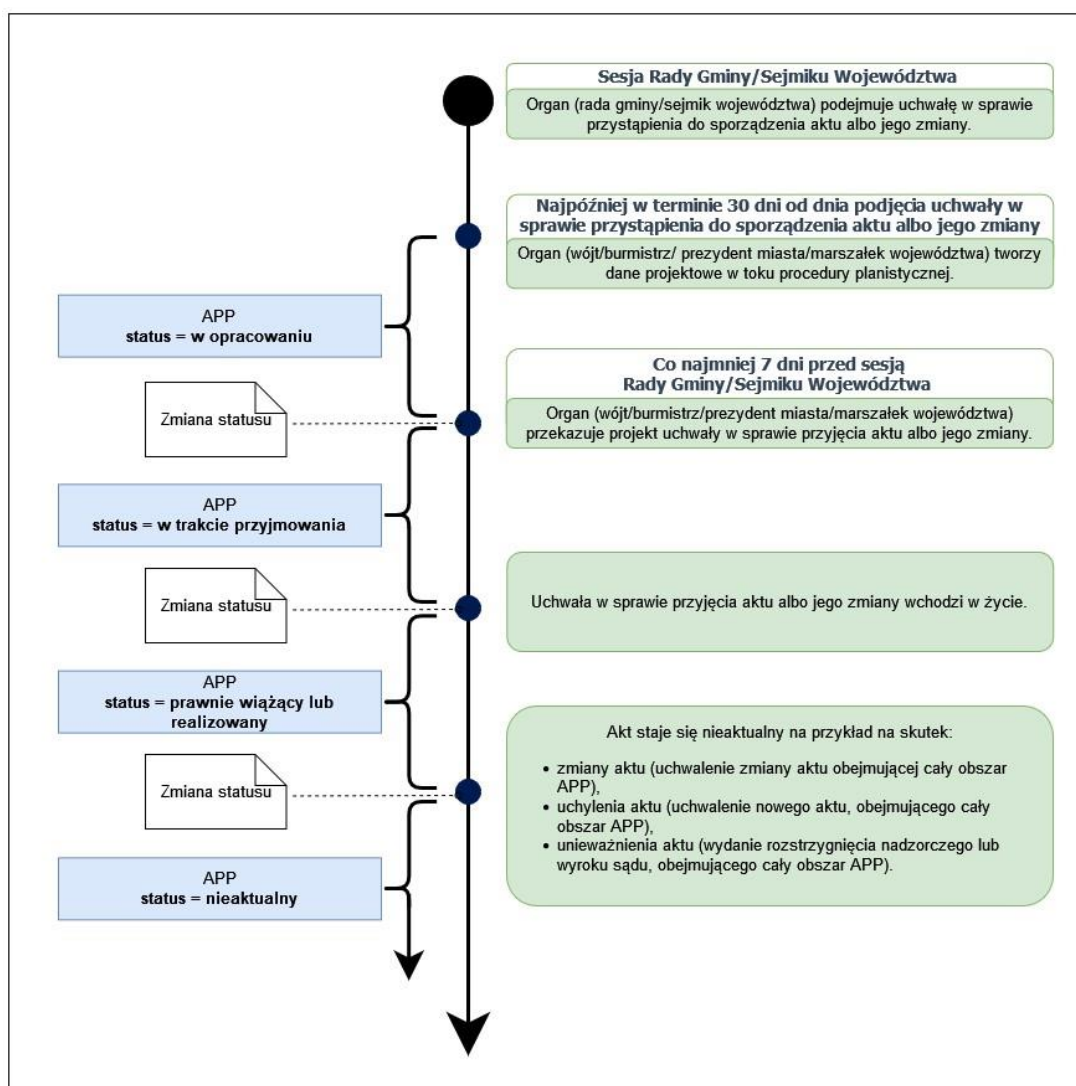 Sesja Rady Gminy/Sejmiku Województwa
Organ (rada gminy/sejmik województwa) podejmuje uchwałę w sprawie
przystąpienia do sporządzenia aktu albo jego zmiany.
Najpóźniej w terminie 30 dni od dnia podjęcia uchwały w
sprawie przystąpienia do sporządzenia aktu albo jego zmiany
Organ (wójt/burmistrz/ prezydent miasta/marszałek województwa) tworzy
dane projektowe w toku procedury planistycznej.
APP
status = w opracowaniu
Co najmniej 7 dni przed sesją
Rady Gminy/Sejmiku Województwa
Organ (wójt/burmistrz/prezydent miasta/marszałek województwa)
przekazuje projekt uchwały w sprawie przyjęcia aktu albo jego zmiany.
Zmiana statusu
APP
status = w trakcie przyjmowania
Zmiana statusu
Uchwała w sprawie przyjęcia aktu albo jego zmiany wchodzi w życie.
APP
status = prawnie wiążący lub
realizowany
Zmiana statusu
Akt staje się nieaktualny na przykład na skutek:
• zmiany aktu (uchwalenie zmiany aktu obejmującej cały obszar
APP),
• uchylenia aktu (uchwalenie nowego aktu, obejmującego cały
obszar APP),
• unieważnienia aktu (wydanie rozstrzygnięcia nadzorczego lub
wyroku sądu, obejmującego cały obszar APP).
APP
status = nieaktualny